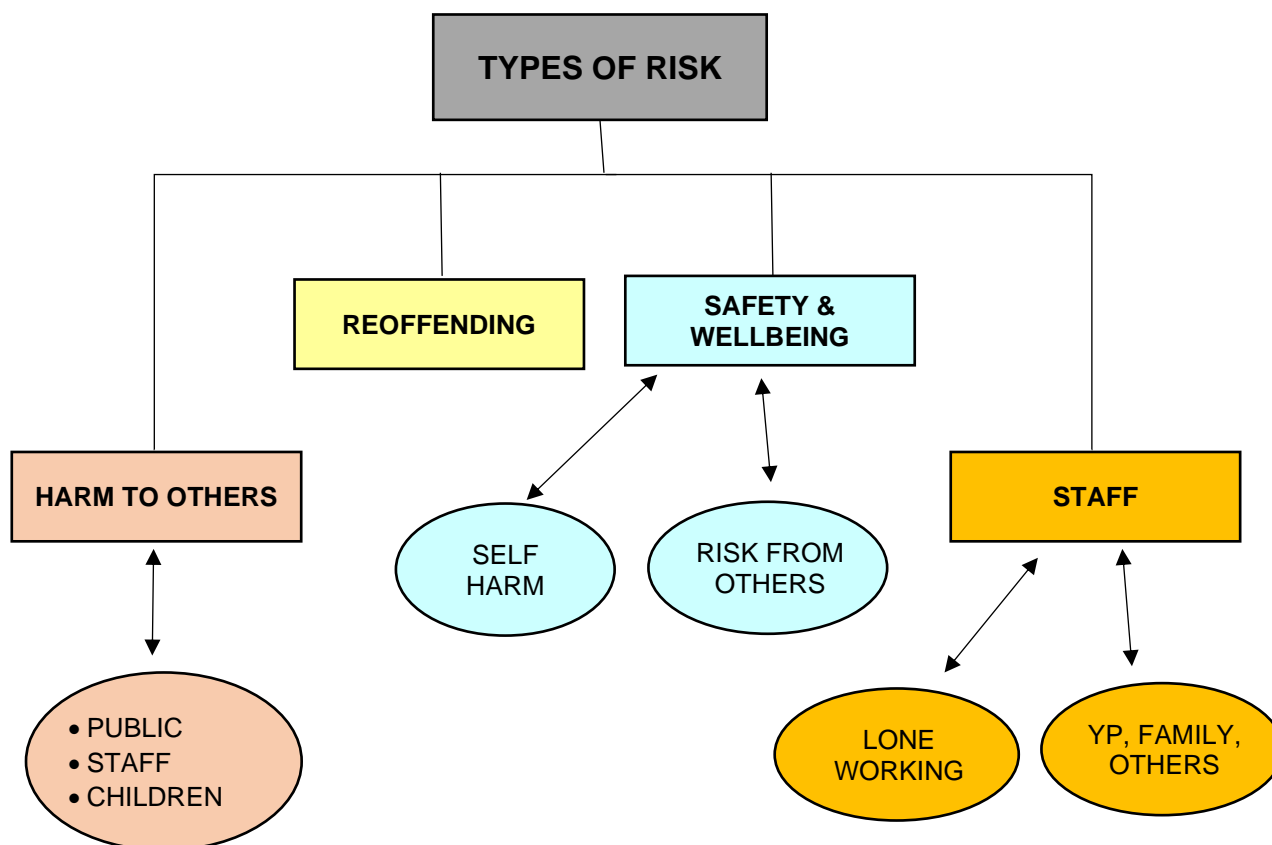 TYPES OF RISK
REOFFENDING
SAFETY &
WELLBEING
HARM TO OTHERS
STAFF
SELF
HARM
RISK FROM
OTHERS
• PUBLIC
• STAFF
• CHILDREN
LONE
WORKING
YP, FAMILY,
OTHERS